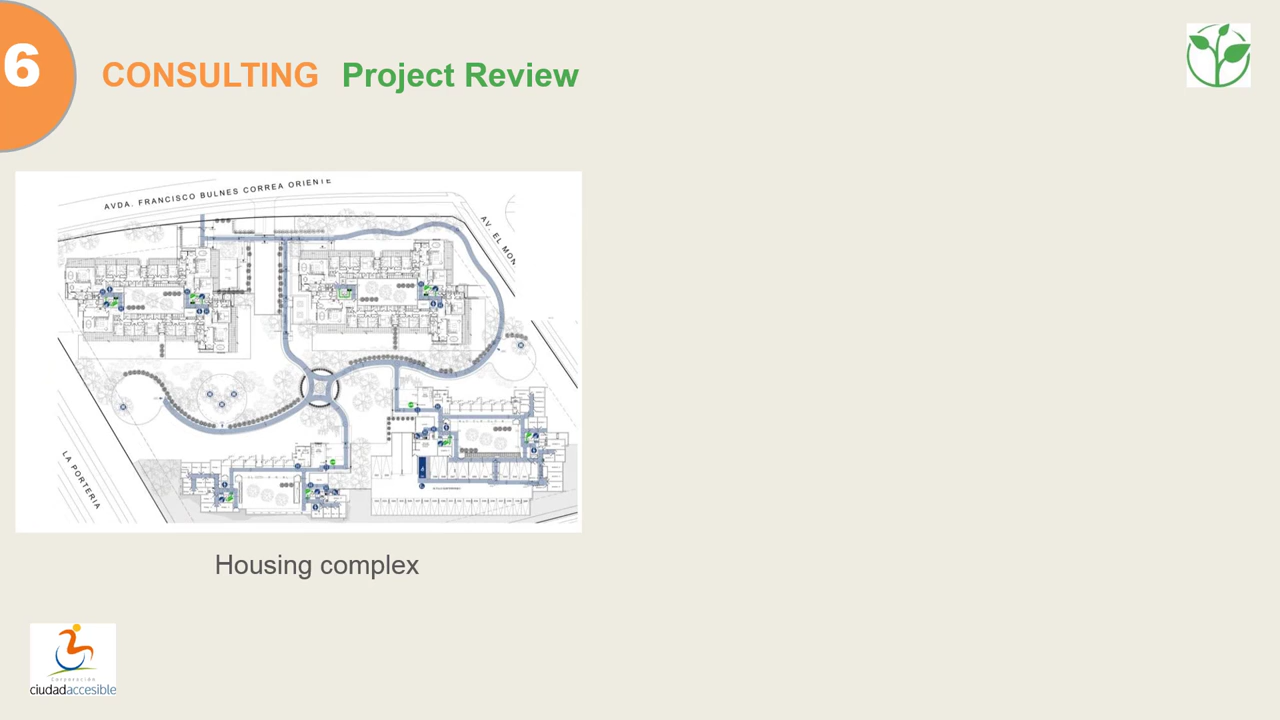 6
CONSULTING Project Review
AVDA. FRANCISCO BULNES CORREA ORIENTE
AV. EL MON
LA PORTERIA
Housing complex
Corporación
ciudadaccesible